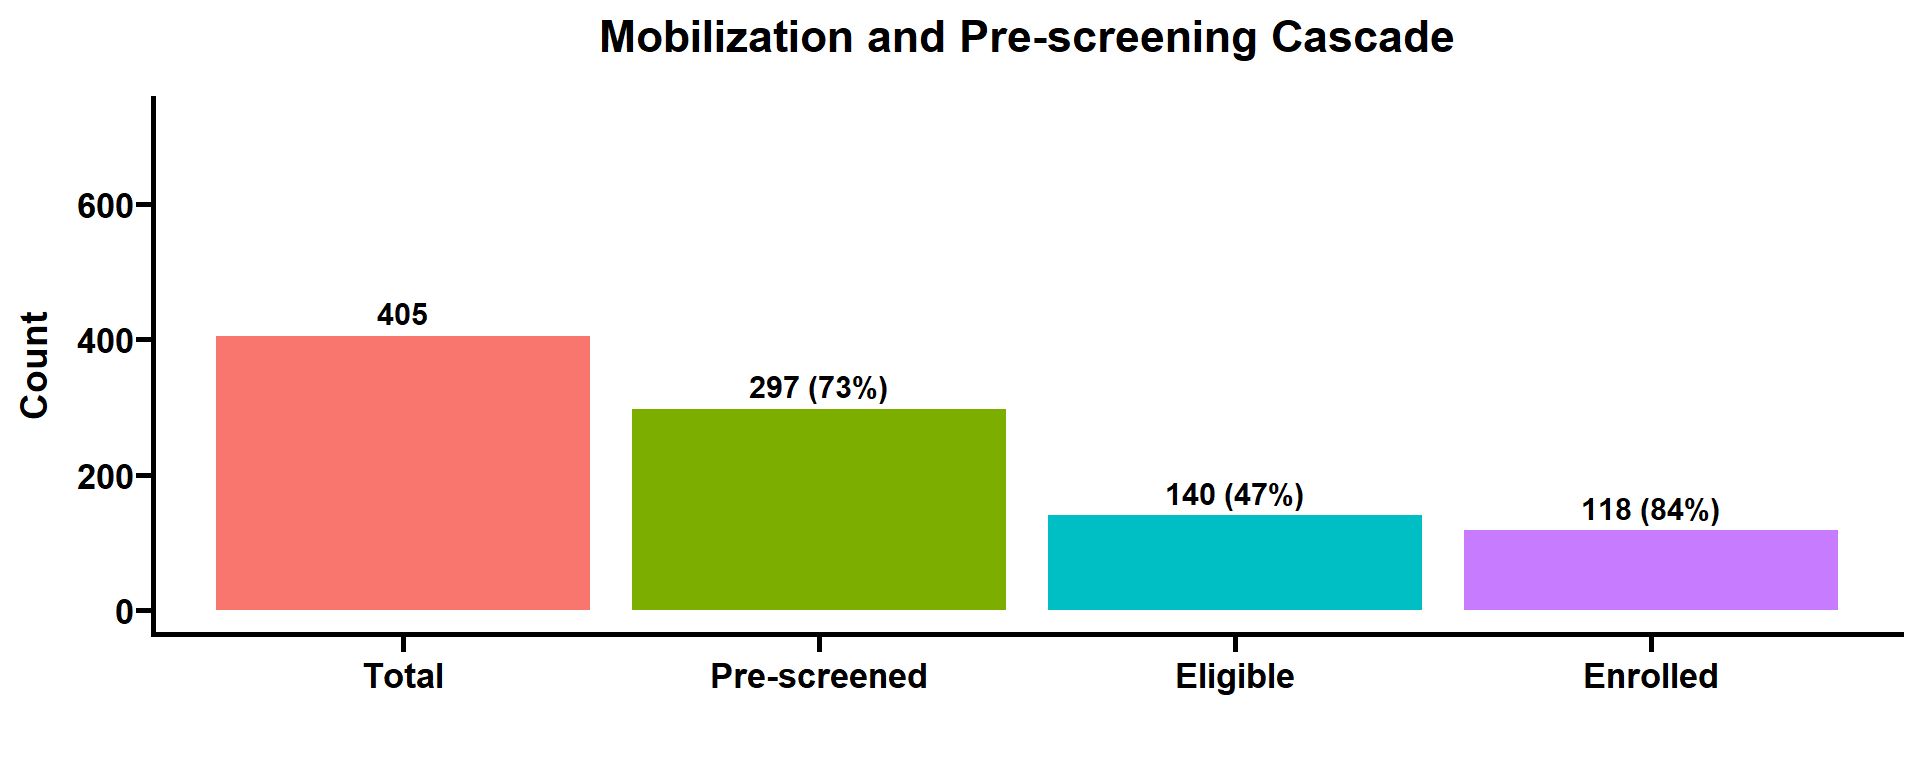 Mobilization and Pre-screening Cascade
Count
600
400
200
0
405
297 (73%)
140 (47%)
118 (84%)
Total
Pre-screened
Eligible
Enrolled